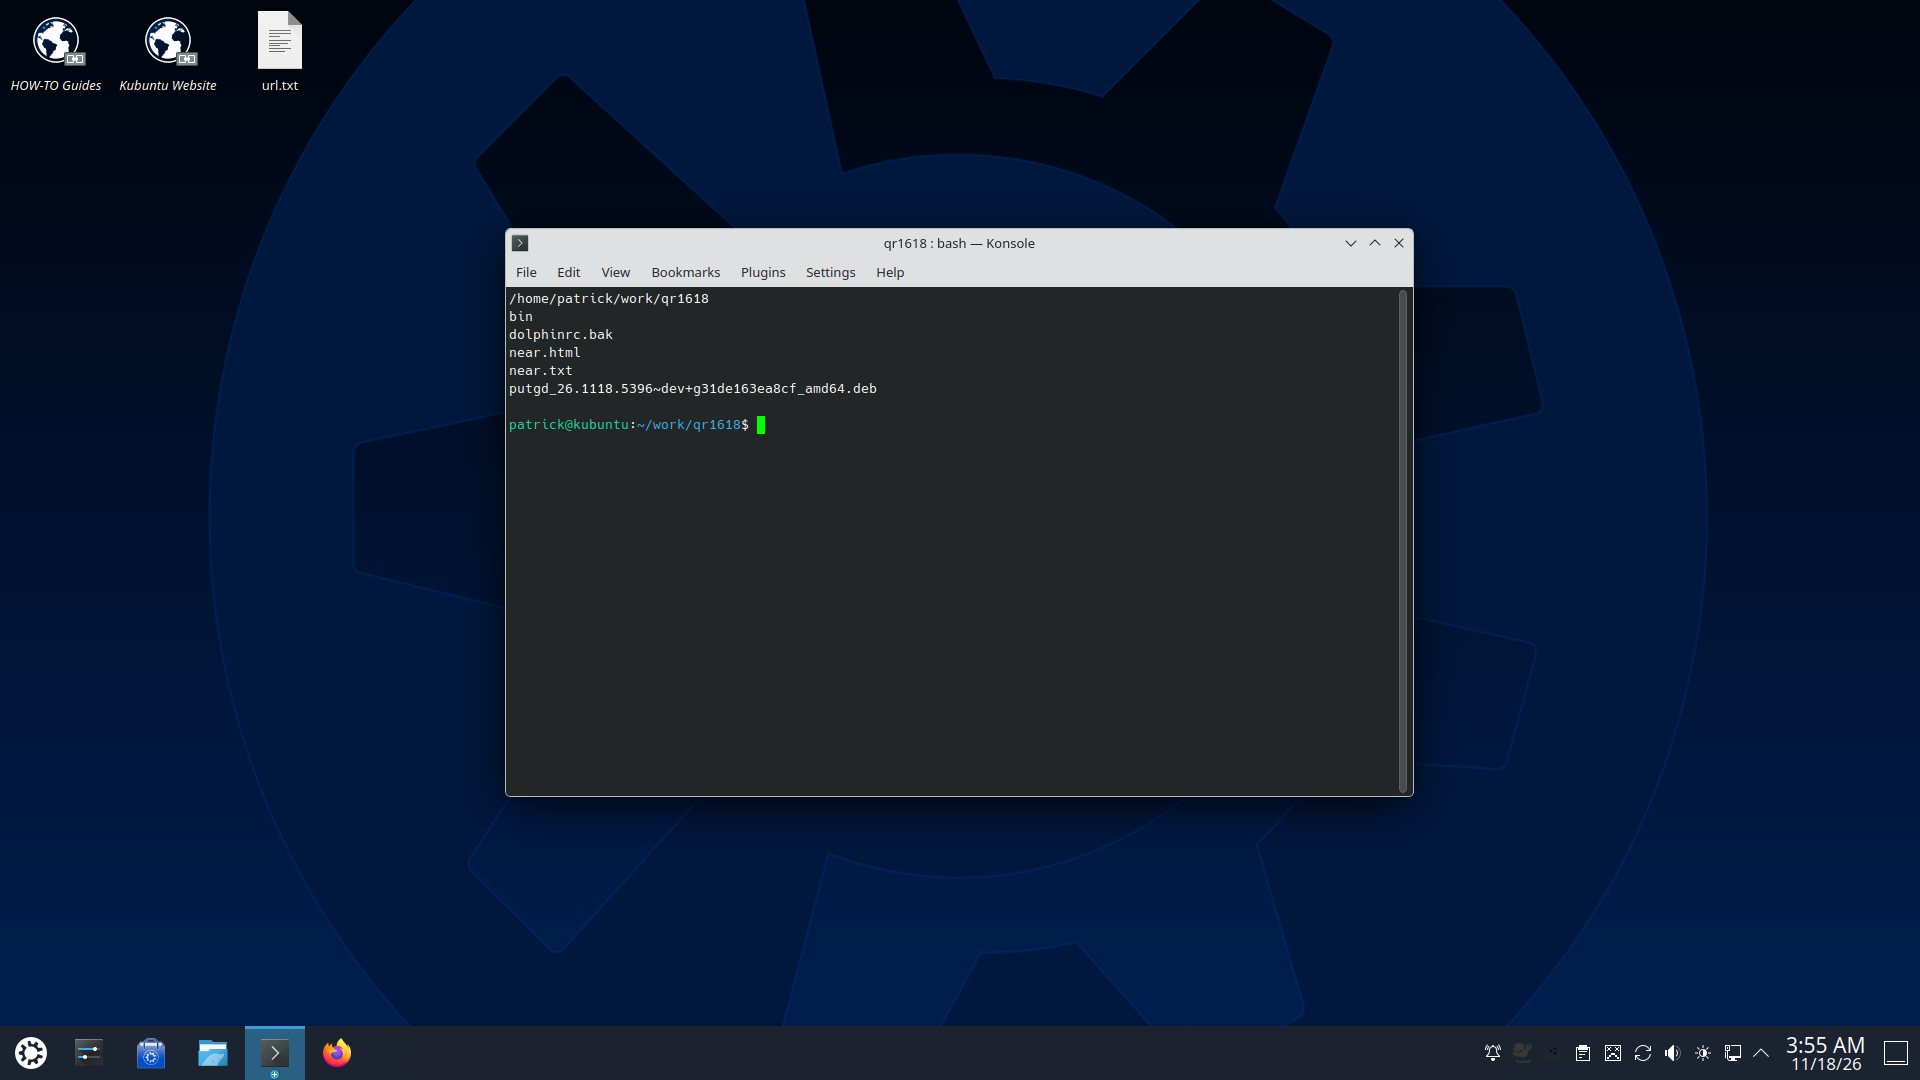 HOW-TO Guides
Kubuntu Website
url.txt
qr1618 : bash — Konsole
File Edit View Bookmarks Plugins Settings Help
/home/patrick/work/qr1618
bin
dolphinrc.bak
near.html
near.txt
putgd_26.1118.5396~dev+g31de163ea8cf_amd64.deb
patrick@kubuntu:~/work/qr1618$
3:55 AM
11/18/26